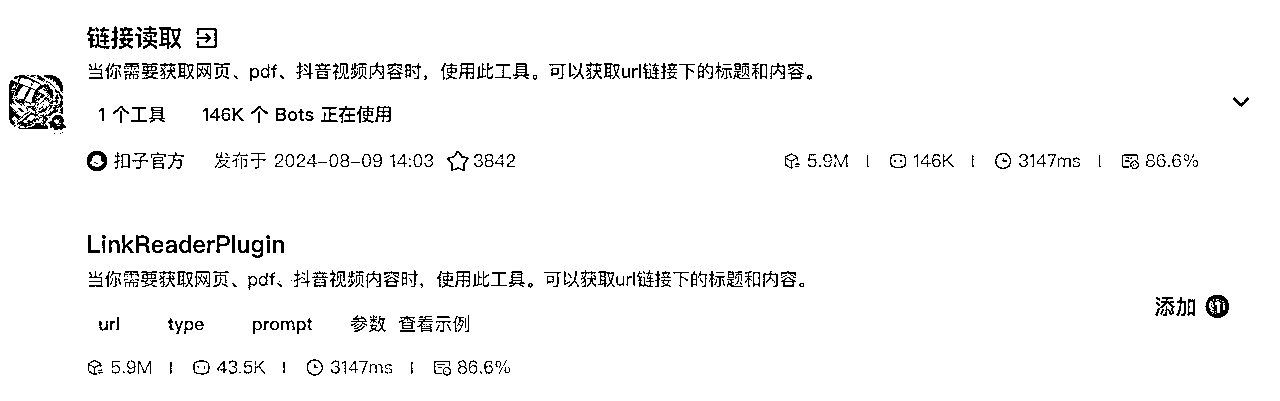 链接读取
当你需要获取网页、pdf、抖音视频内容时，使用此工具。可以获取url链接下的标题和内容。
1 个工具 146K 个 Bots 正在使用
扣子官方 发布于 2024-08-09 14:03 3842 5.9M | 146K | 3147ms | 86.6%
LinkReaderPlugin
当你需要获取网页、pdf、抖音视频内容时，使用此工具。可以获取url链接下的标题和内容。
添加
url type prompt 参数 查看示例
5.9M | 43.5K | 3147ms | 86.6%